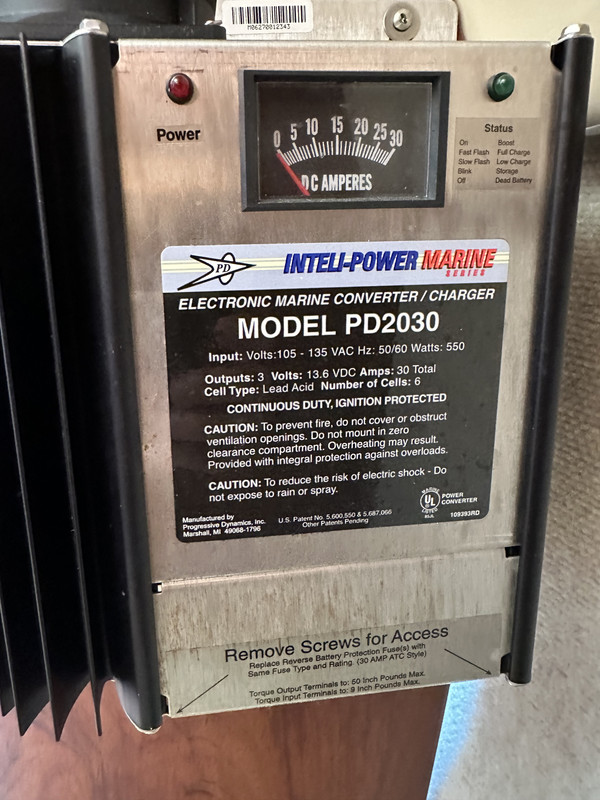 M06270012343
Power
0 5 10 15 20 25 30
DC AMPERES
Status
On Boost
Fast Flash Full Charge
Slow Flash Low Charge
Blink Storage
Off Dead Battery
PD
INTELI-POWER MARINE
SERIES
ELECTRONIC MARINE CONVERTER / CHARGER
MODEL PD2030
Input: Volts:105 - 135 VAC Hz: 50/60 Watts: 550
Outputs: 3 Volts: 13.6 VDC Amps: 30 Total
Cell Type: Lead Acid Number of Cells: 6
CONTINUOUS DUTY, IGNITION PROTECTED
CAUTION: To prevent fire, do not cover or obstruct
ventilation openings. Do not mount in zero
clearance compartment. Overheating may result.
Provided with integral protection against overloads.
CAUTION: To reduce the risk of electric shock - Do
not expose to rain or spray.
Manufactured by
Progressive Dynamics, Inc.
Marshall, MI 49068-1796
U.S. Patent No. 5,600,550 & 5,687,066
Other Patents Pending
MARINE
UL
LISTED
POWER
CONVERTER
109393RD
Remove Screws for Access
Replace Reverse Battery Protection Fuse(s) with
Same Fuse Type and Rating. (30 AMP ATC Style)
Torque Output Terminals to: 50 Inch Pounds Max.
Torque Input Terminals to: 9 Inch Pounds Max.